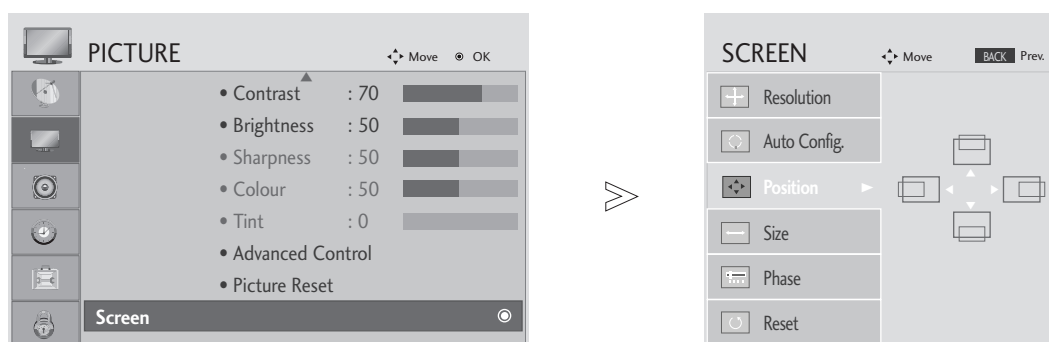 PICTURE
Move OK
• Contrast : 70
• Brightness : 50
• Sharpness : 50
• Colour : 50
• Tint : 0
• Advanced Control
• Picture Reset
Screen
SCREEN
Move BACK Prev.
Resolution
Auto Config.
Position
Size
Phase
Reset